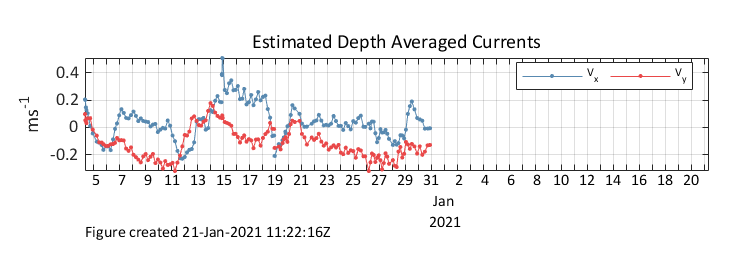 Estimated Depth Averaged Currents
ms-1
0.4
0.2
0
-0.2
Vx Vy
5 7 9 11 13 15 17 19 21 23 25 27 29 31 2 4 6 8 10 12 14 16 18 20
Jan
2021
Figure created 21-Jan-2021 11:22:16Z